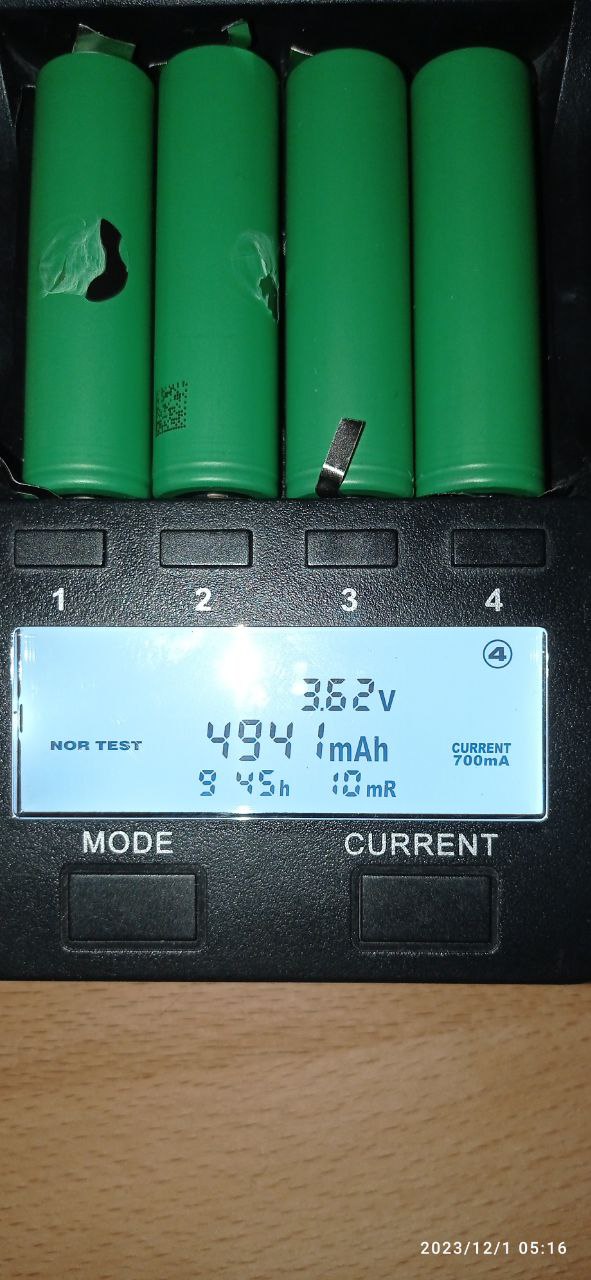 1 2 3 4
④
3.62V
NOR TEST 4941mAh CURRENT 700mA
9 45h 10mR
MODE CURRENT
2023/12/1 05:16